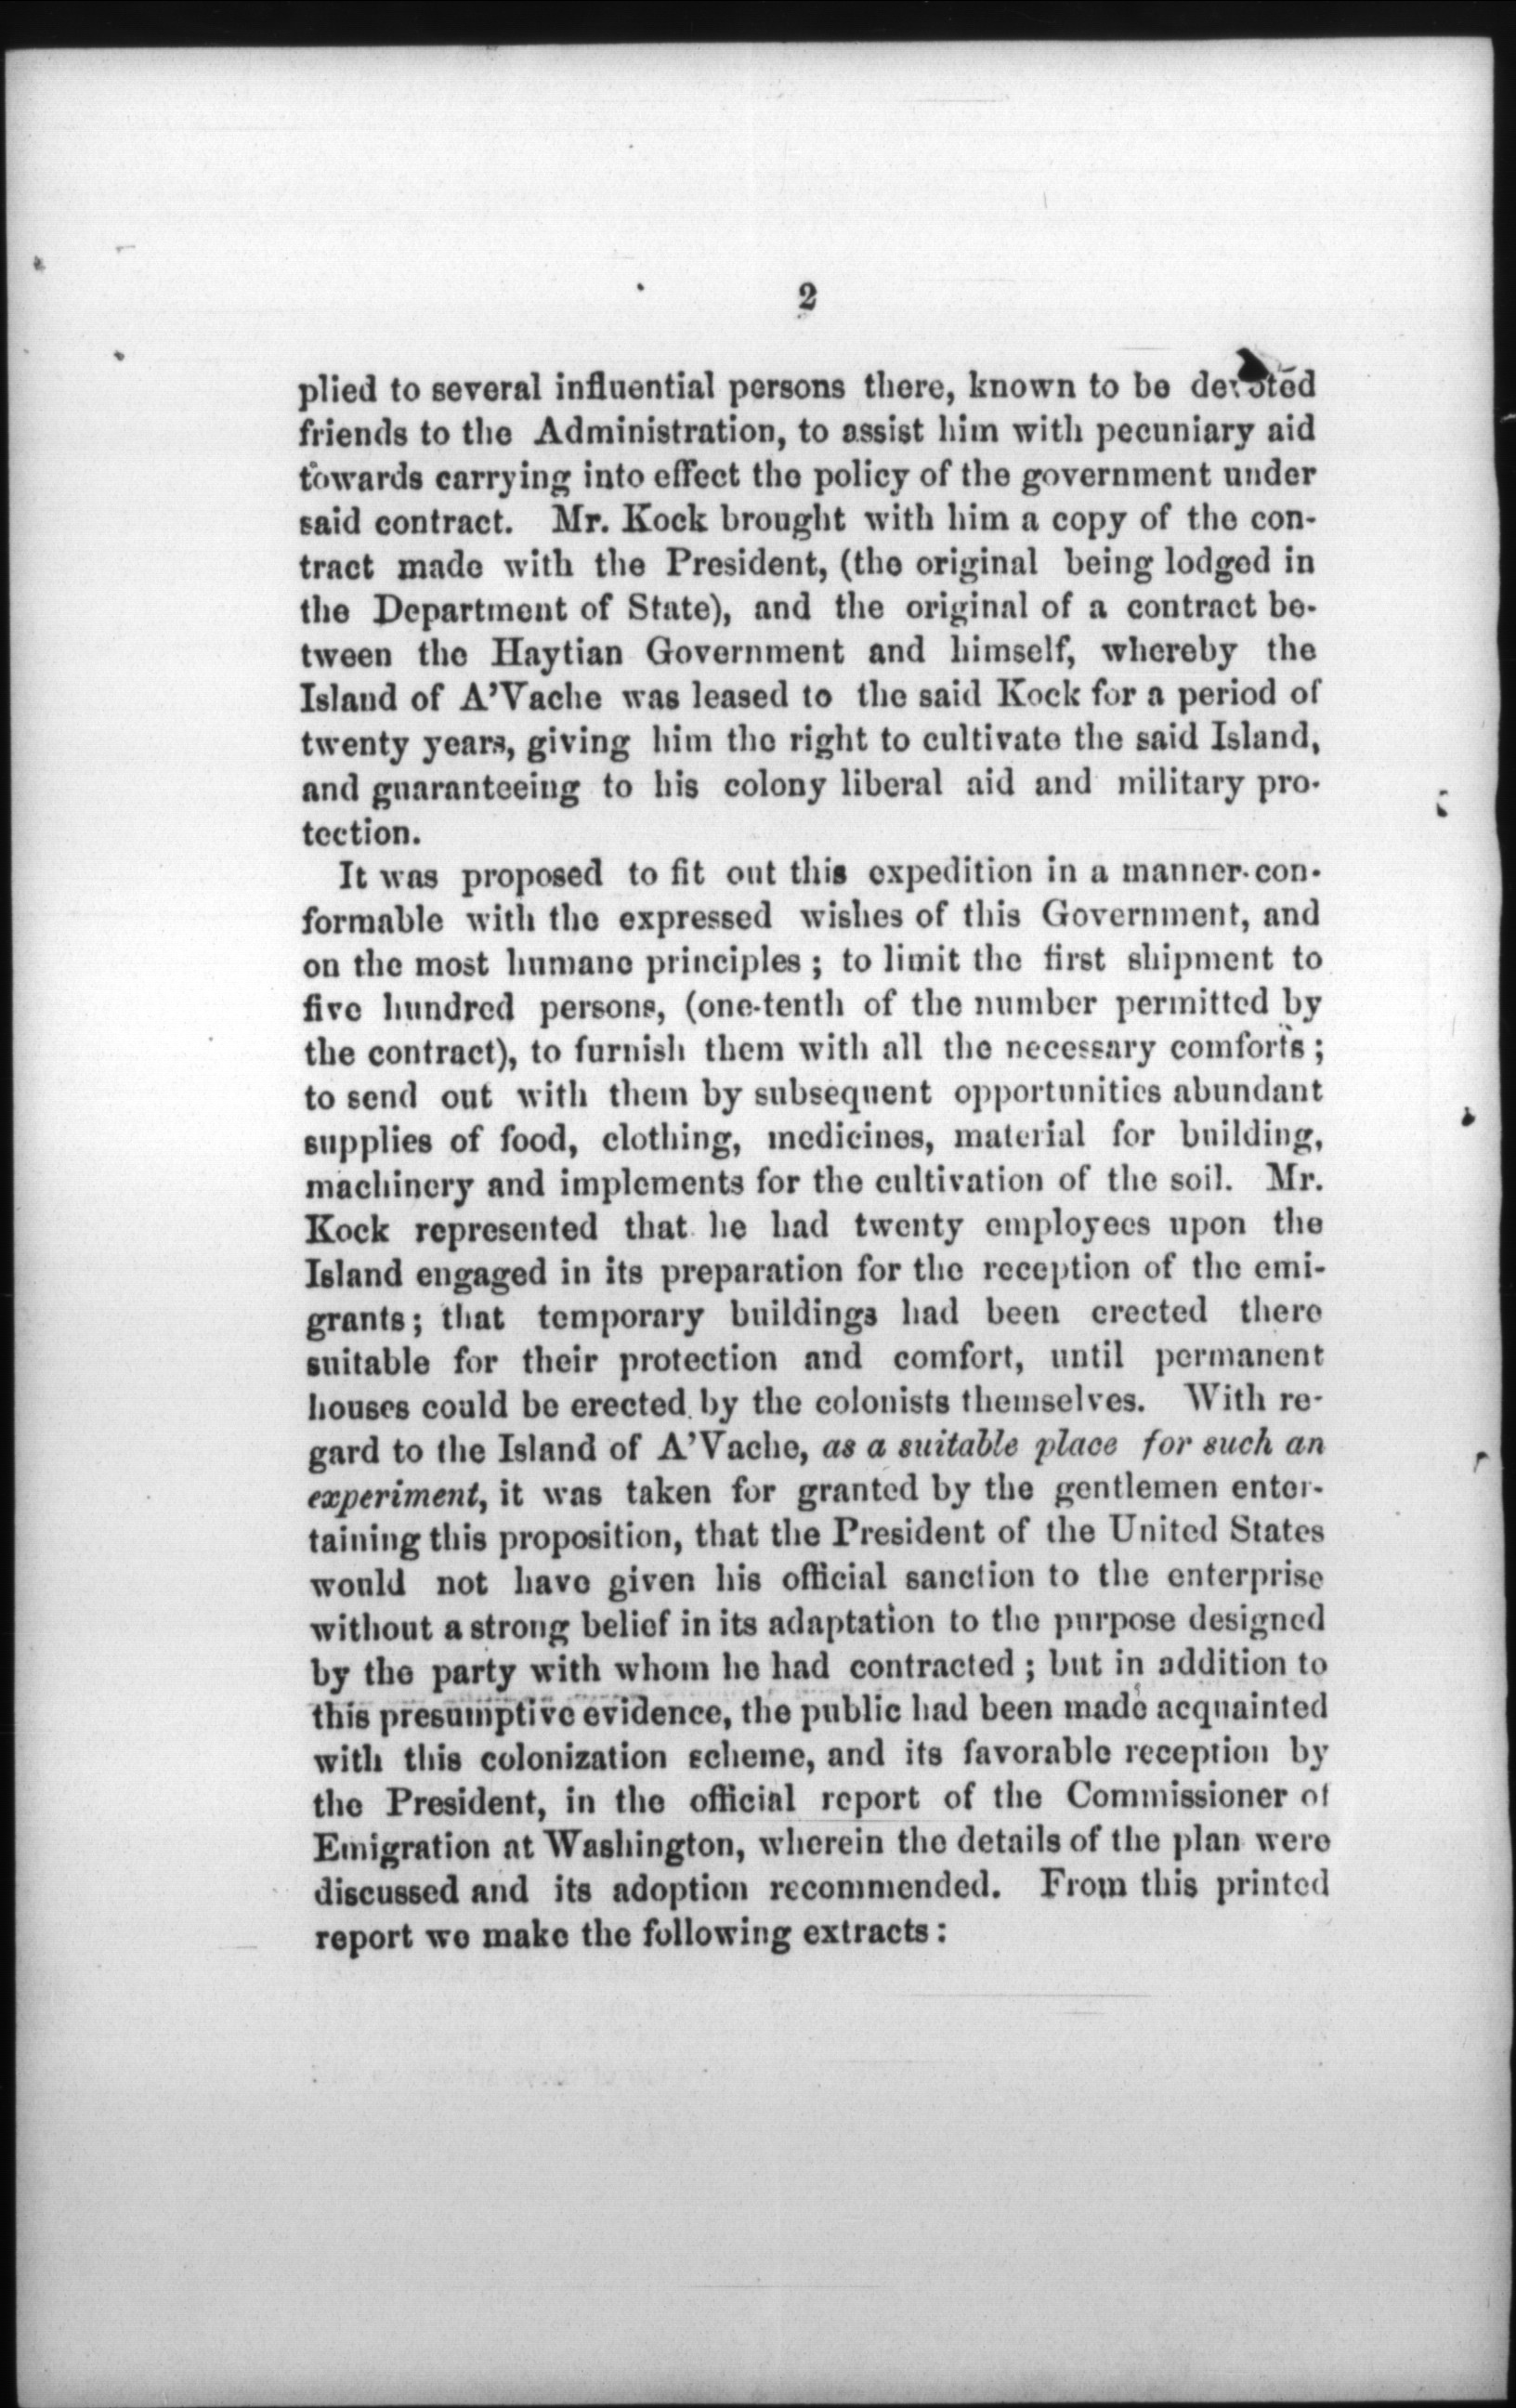 2
plied to several influential persons there, known to be devoted
friends to the Administration, to assist him with pecuniary aid
towards carrying into effect the policy of the government under
said contract. Mr. Kock brought with him a copy of the con-
tract made with the President, (the original being lodged in
the Department of State), and the original of a contract be-
tween the Haytian Government and himself, whereby the
Island of A'Vache was leased to the said Kock for a period of
twenty years, giving him the right to cultivate the said Island,
and guaranteeing to his colony liberal aid and military pro-
tection.
It was proposed to fit out this expedition in a manner con-
formable with the expressed wishes of this Government, and
on the most humane principles; to limit the first shipment to
five hundred persons, (one-tenth of the number permitted by
the contract), to furnish them with all the necessary comforts;
to send out with them by subsequent opportunities abundant
supplies of food, clothing, medicines, material for building,
machinery and implements for the cultivation of the soil. Mr.
Kock represented that he had twenty employees upon the
Island engaged in its preparation for the reception of the emi-
grants; that temporary buildings had been erected there
suitable for their protection and comfort, until permanent
houses could be erected by the colonists themselves. With re-
gard to the Island of A'Vache, as a suitable place for such an
experiment, it was taken for granted by the gentlemen enter-
taining this proposition, that the President of the United States
would not have given his official sanction to the enterprise
without a strong belief in its adaptation to the purpose designed
by the party with whom he had contracted; but in addition to
this presumptive evidence, the public had been made acquainted
with this colonization scheme, and its favorable reception by
the President, in the official report of the Commissioner of
Emigration at Washington, wherein the details of the plan were
discussed and its adoption recommended. From this printed
report we make the following extracts: